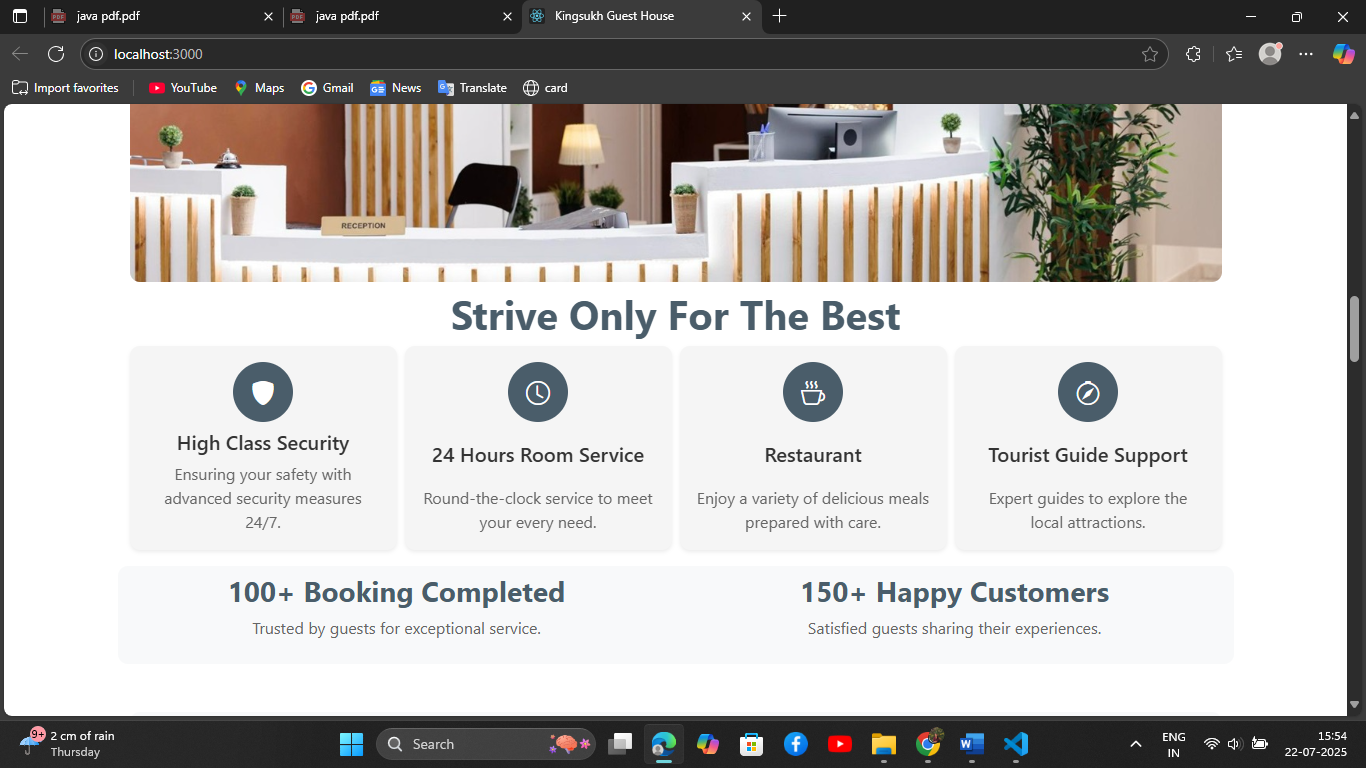 java pdf.pdf
java pdf.pdf
Kingsukh Guest House
localhost:3000
Import favorites
YouTube
Maps
Gmail
News
Translate
card
RECEPTION
Strive Only For The Best
High Class Security
Ensuring your safety with
advanced security measures
24/7.
24 Hours Room Service
Round-the-clock service to meet
your every need.
Restaurant
Enjoy a variety of delicious meals
prepared with care.
Tourist Guide Support
Expert guides to explore the
local attractions.
100+ Booking Completed
Trusted by guests for exceptional service.
150+ Happy Customers
Satisfied guests sharing their experiences.
9+
2 cm of rain
Thursday
Search
ENG
IN
15:54
22-07-2025